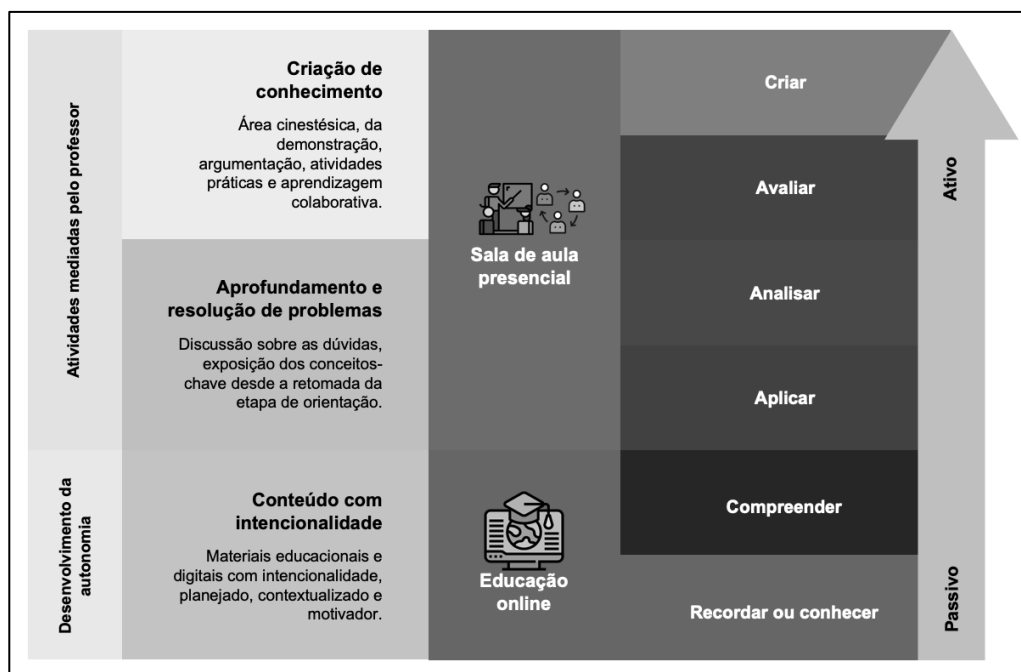 Atividades mediadas pelo professor
Criação de
conhecimento
Área cinestésica, da
demonstração,
argumentação, atividades
práticas e aprendizagem
colaborativa.
Aprofundamento e
resolução de problemas
Discussão sobre as dúvidas,
exposição dos conceitos-
chave desde a retomada da
etapa de orientação.
Sala de aula
presencial
Criar
Avaliar
Analisar
Aplicar
Ativo
Desenvolvimento da
autonomia
Conteúdo com
intencionalidade
Materiais educacionais e
digitais com intencionalidade,
planejado, contextualizado e
motivador.
Educação
online
Compreender
Recordar ou conhecer
Passivo